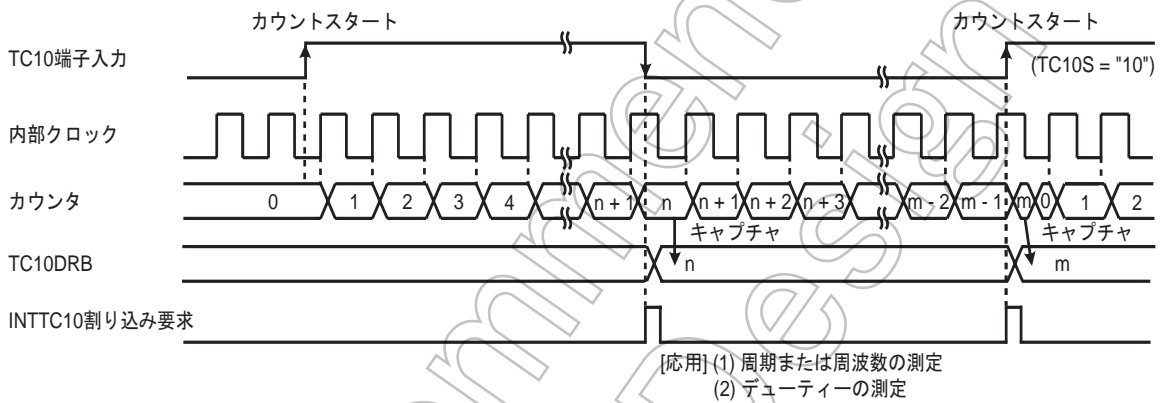 カウントスタート カウントスタート
TC10端子入力
(TC10S = "10")
内部クロック
カウンタ 0 1 2 3 4 n + 1 n n + 1 n + 2 n + 3 m - 2 m - 1 m 0 1 2
キャプチャ キャプチャ
TC10DRB n m
INTTC10割り込み要求
[応用] (1) 周期または周波数の測定
(2) デューティーの測定